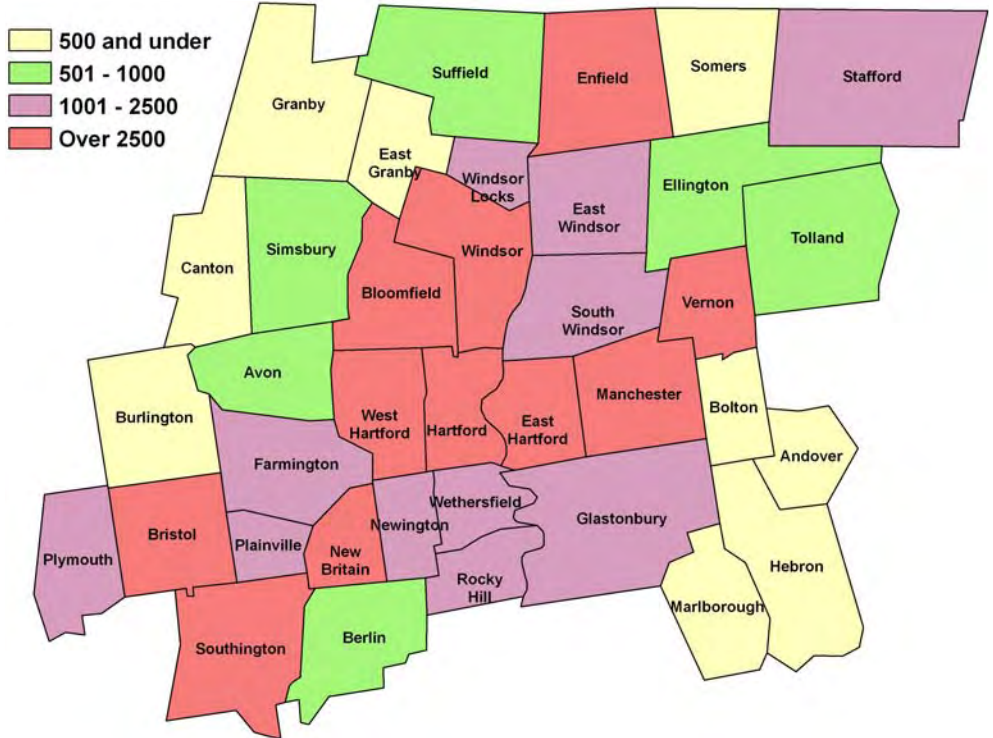 500 and under
501 - 1000
1001 - 2500
Over 2500
Granby
Suffield
Enfield
Somers
Stafford
East
Granby
Windsor
Locks
East
Windsor
Ellington
Tolland
Canton
Simsbury
Bloomfield
Windsor
South
Windsor
Vernon
Burlington
Avon
West
Hartford
Hartford
East
Hartford
Manchester
Bolton
Andover
Farmington
Plymouth
Bristol
Plainville
New
Britain
Newington
Wethersfield
Rocky
Hill
Glastonbury
Hebron
Marlborough
Southington
Berlin